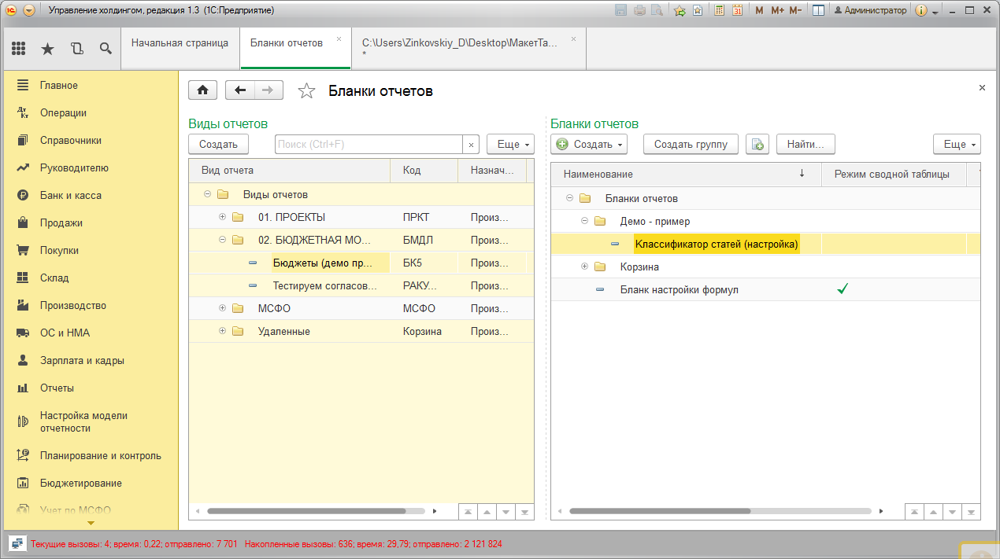 Управление холдингом, редакция 1.3 (1С:Предприятие)
M M+ M- Администратор
Начальная страница
Бланки отчетов
C:\Users\Zinkovskiy_D\Desktop\МакетТа...
*
Главное
Операции
Справочники
Руководителю
Банк и касса
Продажи
Покупки
Склад
Производство
ОС и НМА
Зарплата и кадры
Отчеты
Настройка модели
отчетности
Планирование и контроль
Бюджетирование
Учет по МСФО
Бланки отчетов
Виды отчетов
Создать Поиск (Ctrl+F) × Еще
Вид отчета Код Назнач...
Виды отчетов
01. ПРОЕКТЫ ПРКТ Произ...
02. БЮДЖЕТНАЯ МО... БМДЛ Произ...
Бюджеты (демо пр... БК5 Произ...
Тестируем согласов... РАКУ... Произ...
МСФО МСФО Произ...
Удаленные Корзина Произ...
Бланки отчетов
Создать Создать группу Найти... Еще
Наименование ↓ Режим сводной таблицы
Бланки отчетов
Демо - пример
Классификатор статей (настройка)
Корзина
Бланк настройки формул
Текущие вызовы: 4; время: 0,22; отправлено: 7 701 Накопленные вызовы: 636; время: 29,79; отправлено: 2 121 824